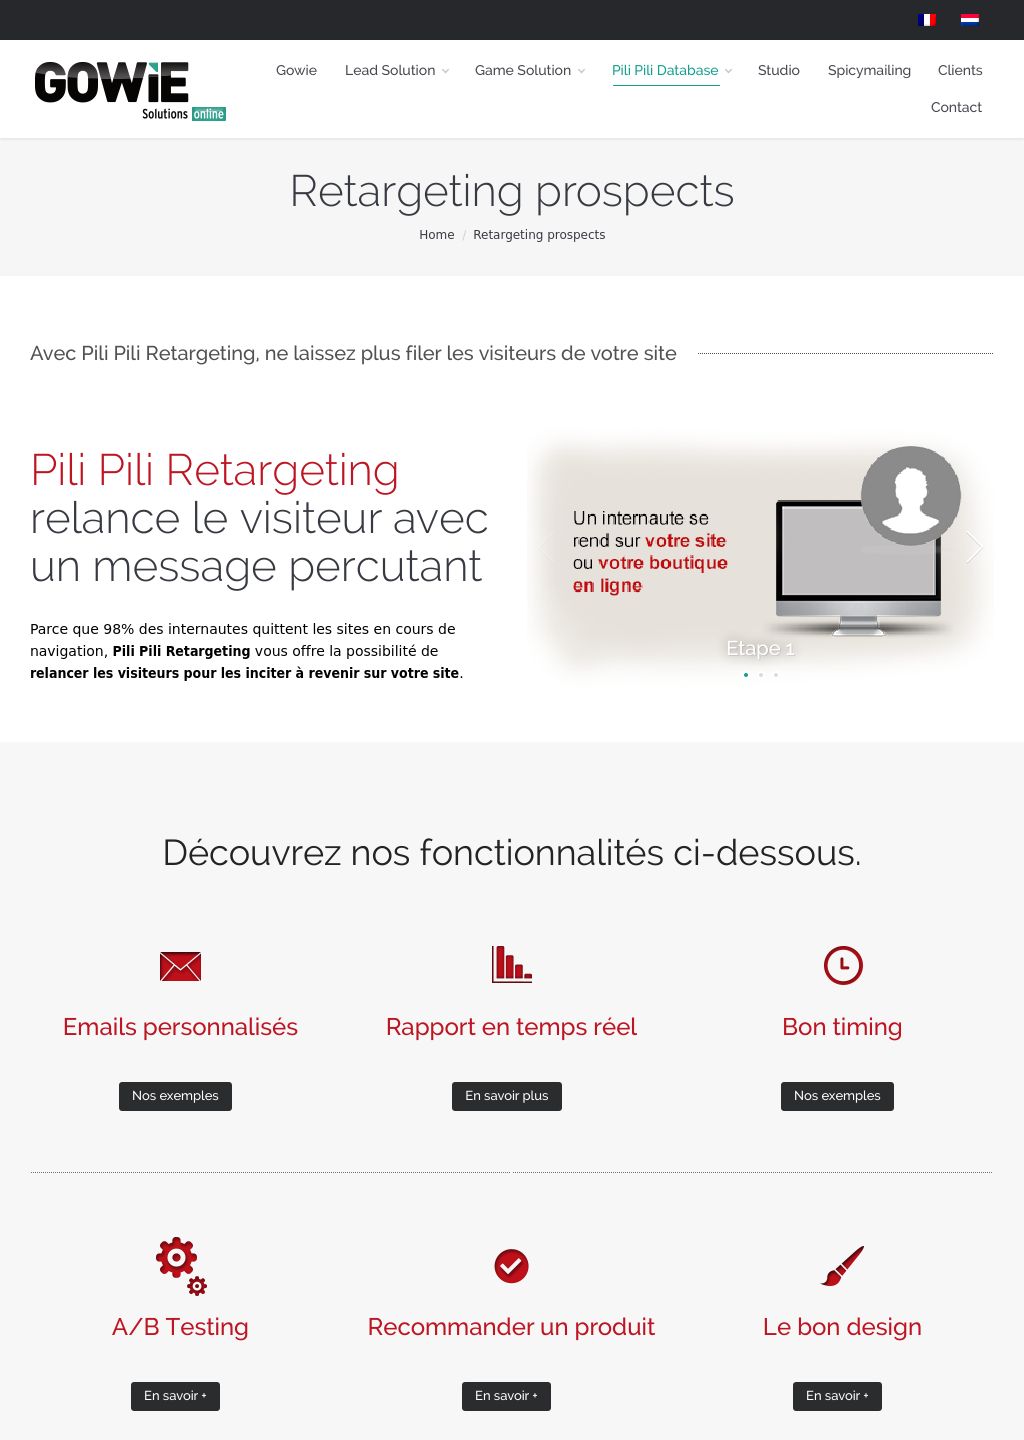 GOWiE
Solutions online
Gowie
Lead Solution
Game Solution
Pili Pili Database
Studio
Spicymailing
Clients
Contact
Retargeting prospects
Home / Retargeting prospects
Avec Pili Pili Retargeting, ne laissez plus filer les visiteurs de votre site
Pili Pili Retargeting
relance le visiteur avec
un message percutant
Parce que 98% des internautes quittent les sites en cours de
navigation, Pili Pili Retargeting vous offre la possibilité de
relancer les visiteurs pour les inciter à revenir sur votre site.
Un internaute se
rend sur votre site
ou votre boutique
en ligne
Etape 1
Découvrez nos fonctionnalités ci-dessous.
Emails personnalisés
Rapport en temps réel
Bon timing
Nos exemples
En savoir plus
Nos exemples
A/B Testing
Recommander un produit
Le bon design
En savoir +
En savoir +
En savoir +